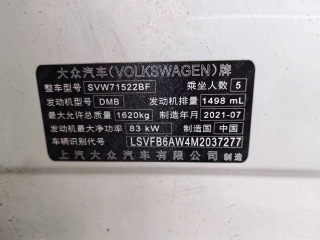 大众汽车(VOLKSWAGEN)牌
整车型号 SVW71522BF 乘坐人数 5
发动机型号 DMB 发动机排量 1498 mL
最大允许总质量 1620kg 制造年月 2021-07
发动机最大净功率 83 kW 制造国 中国
车辆识别代号 LSVFB6AW4M2037277
上汽大众汽车有限公司 制造